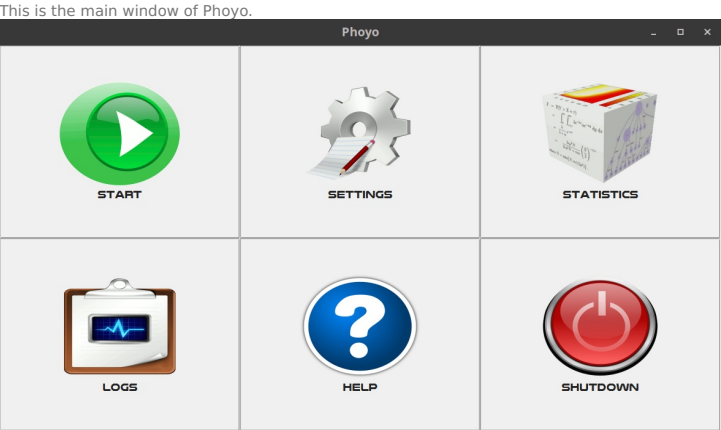 This is the main window of Phoyo.
Phoyo
START
SETTINGS
STATISTICS
LOGS
HELP
SHUTDOWN